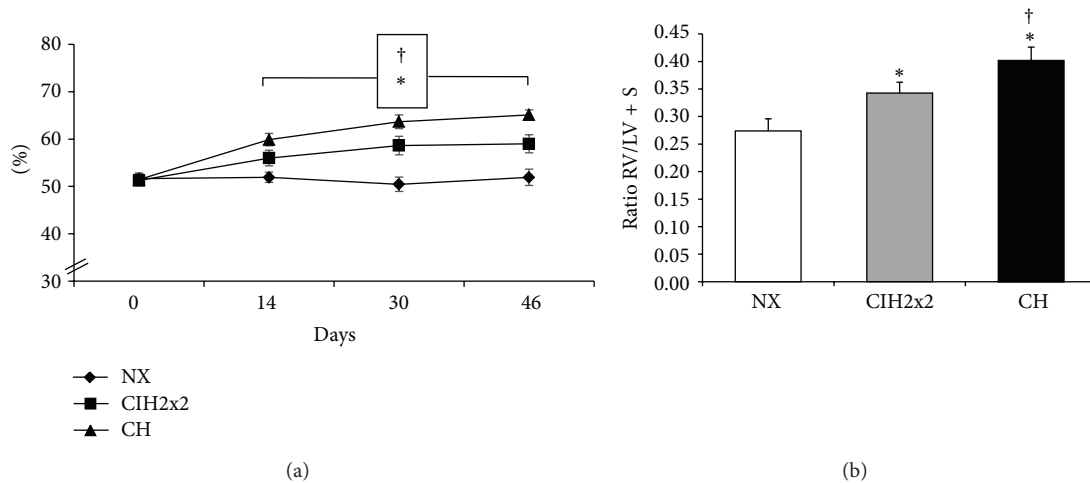 80
70
60
50
40
30
(%)
†
*
0 14 30 46
Days
NX
CIH2x2
CH
(a)
0.45
0.40
0.35
0.30
0.25
0.20
0.15
0.10
0.05
0.00
Ratio RV/LV + S
*
†
*
NX CIH2x2 CH
(b)